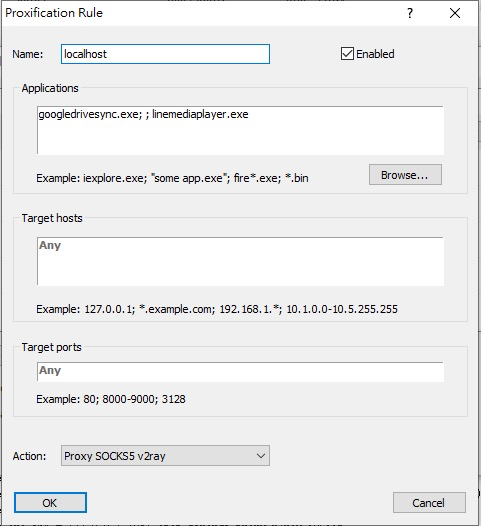 Proxification Rule
?
Name: localhost Enabled
Applications
googledrivesync.exe; ; linemediaplayer.exe
Example: iexplore.exe; "some app.exe"; fire*.exe; *.bin Browse...
Target hosts
Any
Example: 127.0.0.1; *.example.com; 192.168.1.*; 10.1.0.0-10.5.255.255
Target ports
Any
Example: 80; 8000-9000; 3128
Action: Proxy SOCKS5 v2ray
OK Cancel